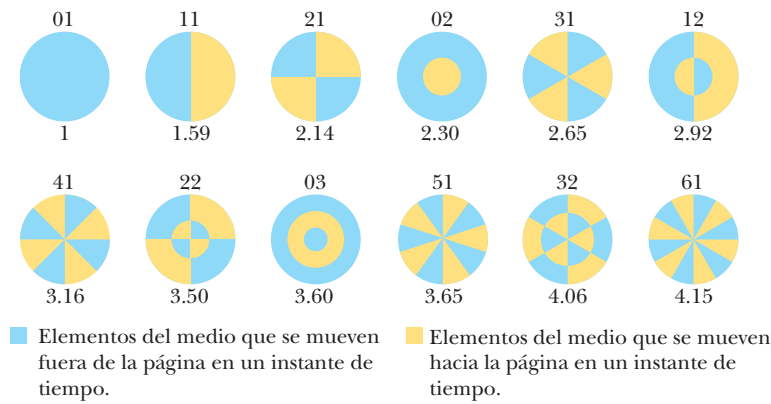 01 11 21 02 31 12
1 1.59 2.14 2.30 2.65 2.92
41 22 03 51 32 61
3.16 3.50 3.60 3.65 4.06 4.15
Elementos del medio que se mueven
fuera de la página en un instante de
tiempo.
Elementos del medio que se mueven
hacia la página en un instante de
tiempo.